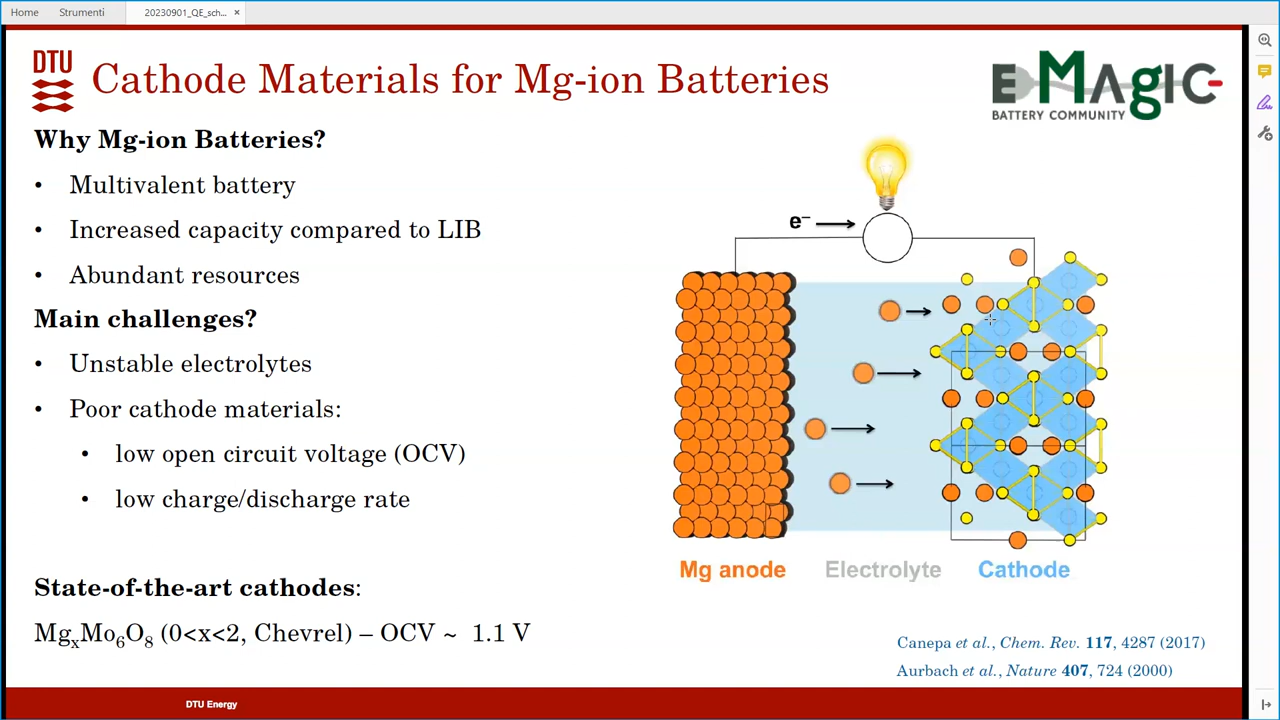 Home Strumenti 20230901_QE_sch... ×
DTU
Cathode Materials for Mg-ion Batteries
EMAgIC
BATTERY COMMUNITY
Why Mg-ion Batteries?
• Multivalent battery
• Increased capacity compared to LIB
• Abundant resources
Main challenges?
• Unstable electrolytes
• Poor cathode materials:
• low open circuit voltage (OCV)
• low charge/discharge rate
State-of-the-art cathodes:
MgₓMo₆O₈ (0<x<2, Chevrel) – OCV ~ 1.1 V
e⁻
Mg anode Electrolyte Cathode
Canepa et al., Chem. Rev. 117, 4287 (2017)
Aurbach et al., Nature 407, 724 (2000)
DTU Energy